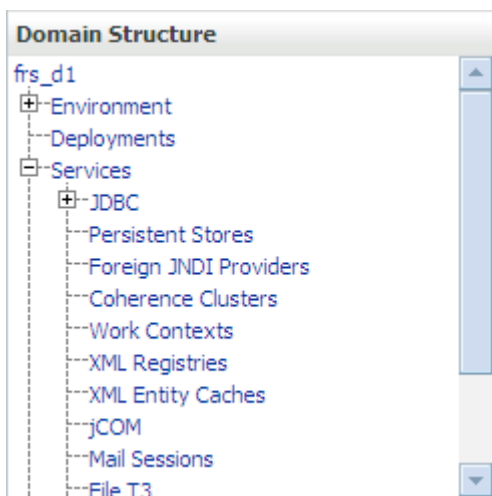 Domain Structure
frs_d1
Environment
Deployments
Services
JDBC
Persistent Stores
Foreign JNDI Providers
Coherence Clusters
Work Contexts
XML Registries
XML Entity Caches
jCOM
Mail Sessions
File T3